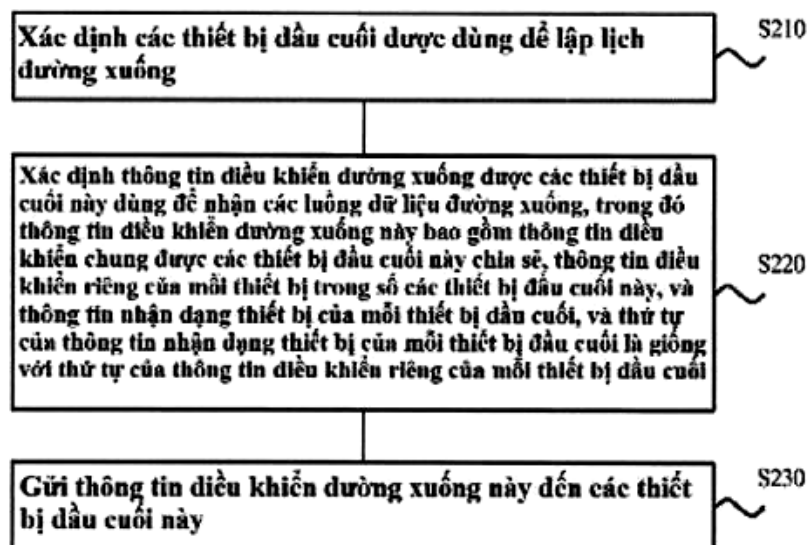 Xác định các thiết bị đầu cuối được dùng để lập lịch
đường xuống
S210
Xác định thông tin điều khiển đường xuống được các thiết bị đầu
cuối này dùng để nhận các luồng dữ liệu đường xuống, trong đó
thông tin điều khiển đường xuống này bao gồm thông tin điều
khiển chung được các thiết bị đầu cuối này chia sẻ, thông tin điều
khiển riêng của mỗi thiết bị trong số các thiết bị đầu cuối này, và
thông tin nhận dạng thiết bị của mỗi thiết bị đầu cuối, và thứ tự
của thông tin nhận dạng thiết bị của mỗi thiết bị đầu cuối là giống
với thứ tự của thông tin điều khiển riêng của mỗi thiết bị đầu cuối
S220
Gửi thông tin điều khiển đường xuống này đến các thiết
bị đầu cuối này
S230